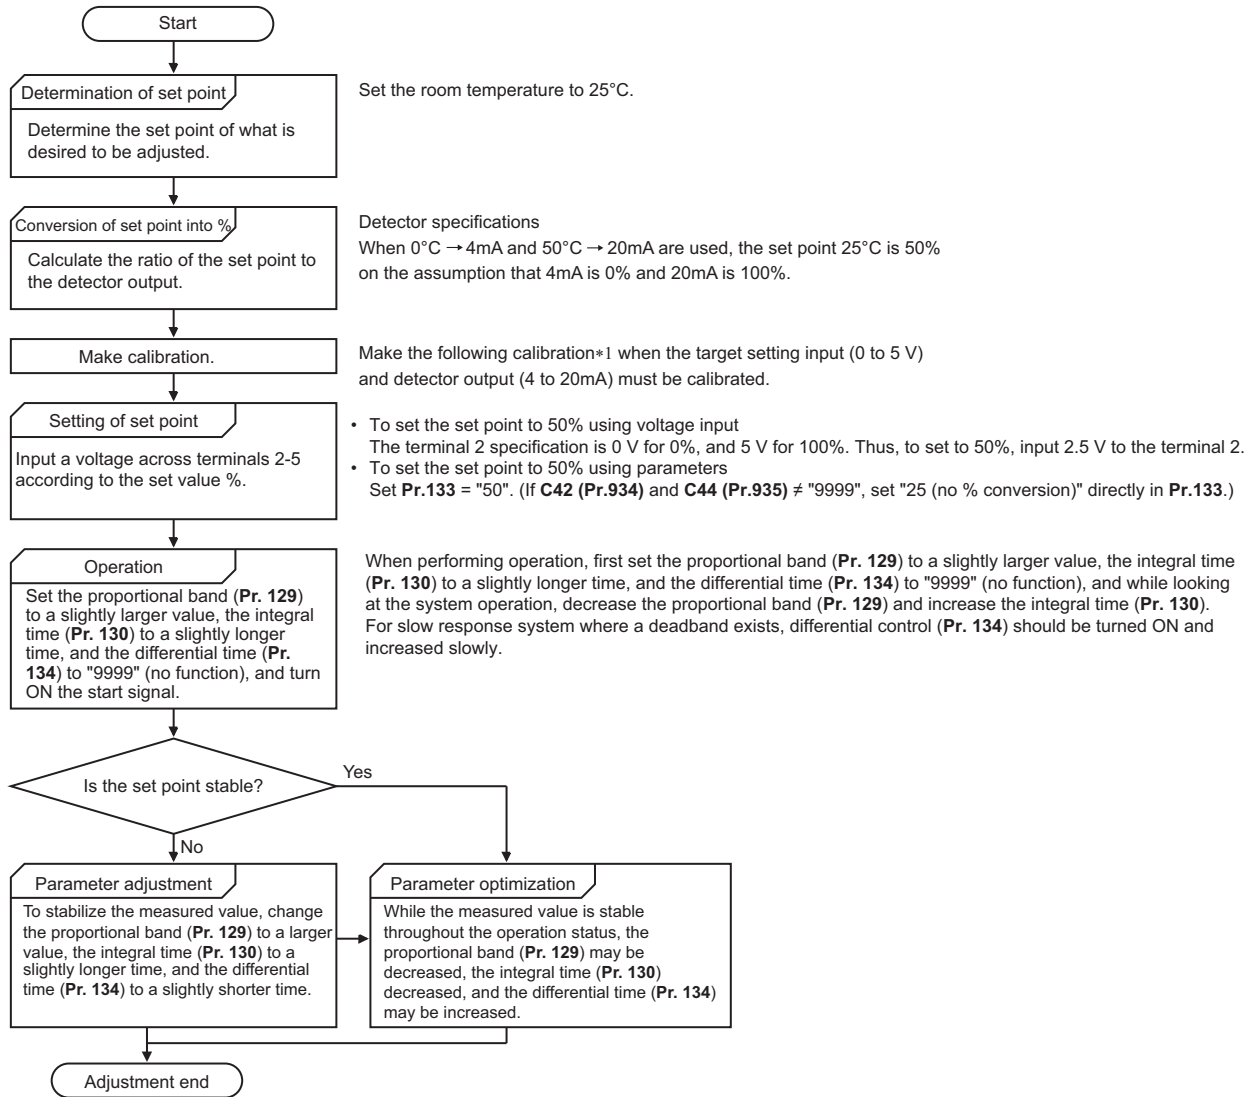 Start
Determination of set point
Determine the set point of what is
desired to be adjusted.
Set the room temperature to 25°C.
Conversion of set point into %
Calculate the ratio of the set point to
the detector output.
Detector specifications
When 0°C → 4mA and 50°C → 20mA are used, the set point 25°C is 50%
on the assumption that 4mA is 0% and 20mA is 100%.
Make calibration.
Make the following calibration*1 when the target setting input (0 to 5 V)
and detector output (4 to 20mA) must be calibrated.
Setting of set point
Input a voltage across terminals 2-5
according to the set value %.
• To set the set point to 50% using voltage input
The terminal 2 specification is 0 V for 0%, and 5 V for 100%. Thus, to set to 50%, input 2.5 V to the terminal 2.
• To set the set point to 50% using parameters
Set Pr.133 = "50". (If C42 (Pr.934) and C44 (Pr.935) ≠ "9999", set "25 (no % conversion)" directly in Pr.133.)
Operation
Set the proportional band (Pr. 129)
to a slightly larger value, the integral
time (Pr. 130) to a slightly longer
time, and the differential time (Pr.
134) to "9999" (no function), and turn
ON the start signal.
When performing operation, first set the proportional band (Pr. 129) to a slightly larger value, the integral time
(Pr. 130) to a slightly longer time, and the differential time (Pr. 134) to "9999" (no function), and while looking
at the system operation, decrease the proportional band (Pr. 129) and increase the integral time (Pr. 130).
For slow response system where a deadband exists, differential control (Pr. 134) should be turned ON and
increased slowly.
Is the set point stable?
Yes
No
Parameter adjustment
To stabilize the measured value, change
the proportional band (Pr. 129) to a larger
value, the integral time (Pr. 130) to a
slightly longer time, and the differential
time (Pr. 134) to a slightly shorter time.
Parameter optimization
While the measured value is stable
throughout the operation status, the
proportional band (Pr. 129) may be
decreased, the integral time (Pr. 130)
decreased, and the differential time (Pr. 134)
may be increased.
Adjustment end